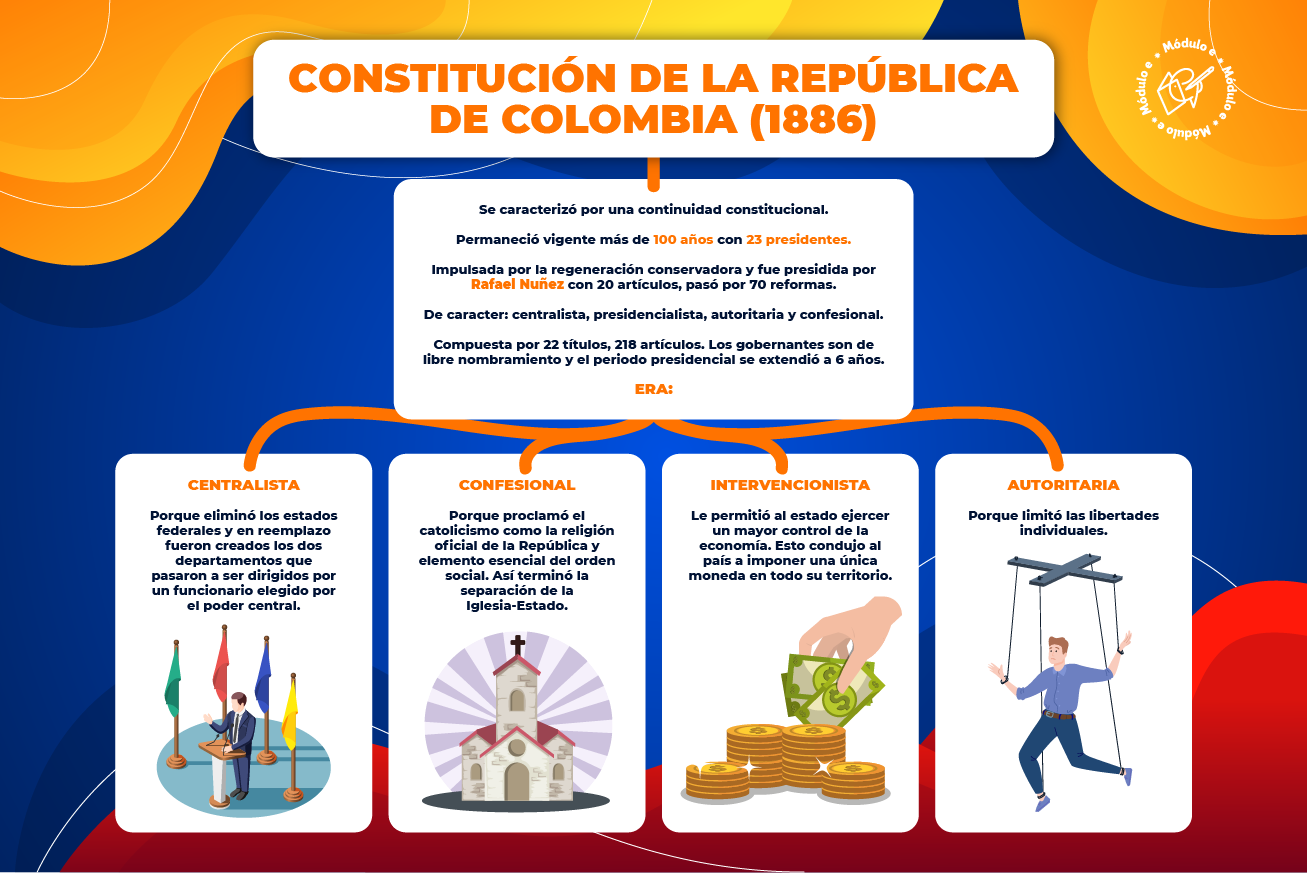 CONSTITUCIÓN DE LA REPÚBLICA
DE COLOMBIA (1886)
Módulo e • Módulo e • Módulo e • Módulo e •
Se caracterizó por una continuidad constitucional.
Permaneció vigente más de 100 años con 23 presidentes.
Impulsada por la regeneración conservadora y fue presidida por
Rafael Nuñez con 20 artículos, pasó por 70 reformas.
De caracter: centralista, presidencialista, autoritaria y confesional.
Compuesta por 22 títulos, 218 artículos. Los gobernantes son de
libre nombramiento y el periodo presidencial se extendió a 6 años.
ERA:
CENTRALISTA
Porque eliminó los estados
federales y en reemplazo
fueron creados los dos
departamentos que
pasaron a ser dirigidos por
un funcionario elegido por
el poder central.
CONFESIONAL
Porque proclamó el
catolicismo como la religión
oficial de la República y
elemento esencial del orden
social. Así terminó la
separación de la
Iglesia-Estado.
INTERVENCIONISTA
Le permitió al estado ejercer
un mayor control de la
economía. Esto condujo al
país a imponer una única
moneda en todo su territorio.
AUTORITARIA
Porque limitó las libertades
individuales.